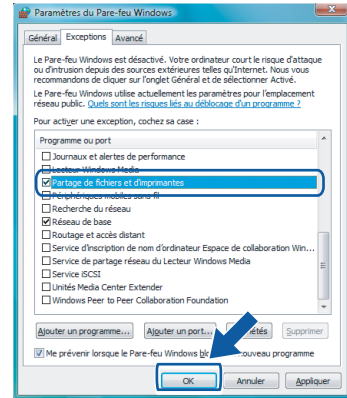 Paramètres du Pare-feu Windows
Général Exceptions Avancé
Le Pare-feu Windows est désactivé. Votre ordinateur court le risque d'attaque
ou d'intrusion depuis des sources extérieures telles qu'Internet. Nous vous
recommandons de cliquer sur l'onglet Général et de sélectionner Activé.
Le Pare-feu Windows utilise actuellement les paramètres pour l'emplacement
réseau public. Quels sont les risques liés au déblocage d'un programme ?
Pour activer une exception, cochez sa case :
Programme ou port
Journaux et alertes de performance
Lecteur Windows Media
Partage de fichiers et d'imprimantes
Périphériques mobiles sans fil
Recherche du réseau
Réseau de base
Routage et accès distant
Service d'inscription de nom d'ordinateur Espace de collaboration Win...
Service de partage réseau du Lecteur Windows Media
Service iSCSI
Unités Media Center Extender
Windows Peer to Peer Collaboration Foundation
Ajouter un programme... Ajouter un port... Supprimer
Me prévenir lorsque le Pare-feu Windows programme
OK Annuler Appliquer